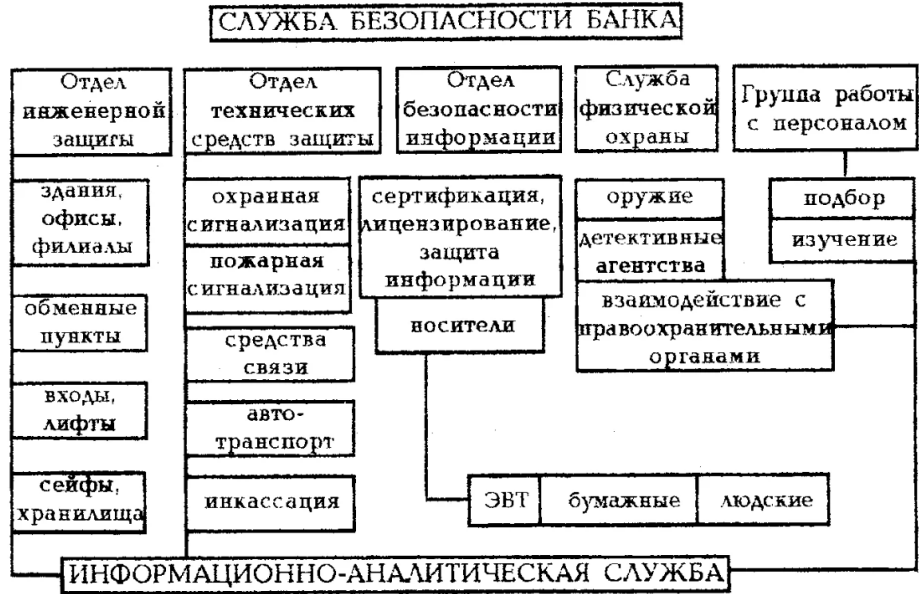 СЛУЖБА БЕЗОПАСНОСТИ БАНКА
Отдел
инженерной
защиты
Отдел
технических
средств защиты
Отдел
безопасности
информации
Служба
физической
охраны
Группа работы
с персоналом
здания,
офисы,
филиалы
обменные
пункты
входы,
лифты
сейфы,
хранилища
охранная
сигнализация
пожарная
сигнализация
средства
связи
авто-
транспорт
инкассация
сертификация,
лицензирование,
защита
информации
носители
оружие
детективные
агентства
взаимодействие с
правоохранительными
органами
подбор
изучение
ЭВТ
бумажные
людские
ИНФОРМАЦИОННО-АНАЛИТИЧЕСКАЯ СЛУЖБА